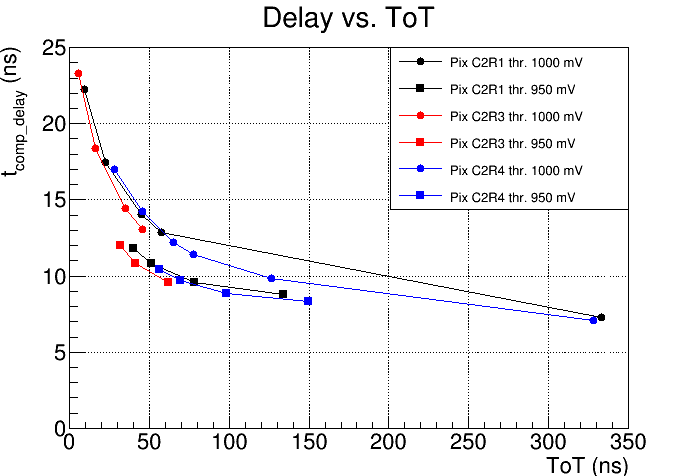 Delay vs. ToT
t_comp_delay (ns)
25
20
15
10
5
0
Pix C2R1 thr. 1000 mV
Pix C2R1 thr. 950 mV
Pix C2R3 thr. 1000 mV
Pix C2R3 thr. 950 mV
Pix C2R4 thr. 1000 mV
Pix C2R4 thr. 950 mV
0 50 100 150 200 250 300 350
ToT (ns)